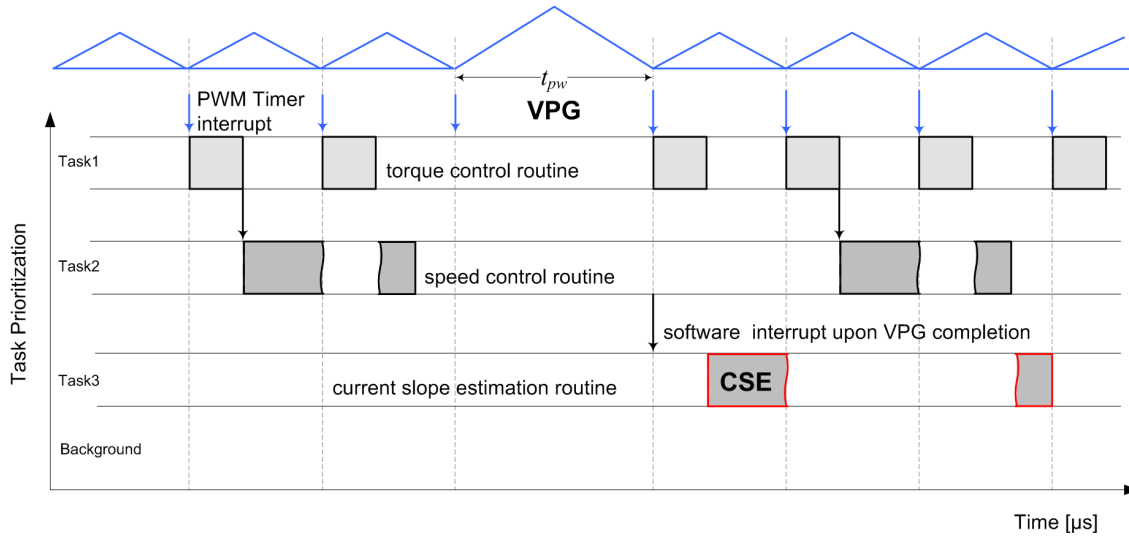 t_pw
VPG
PWM Timer
interrupt
Task1
torque control routine
Task Prioritization
Task2
speed control routine
software interrupt upon VPG completion
Task3
CSE
current slope estimation routine
Background
Time [µs]